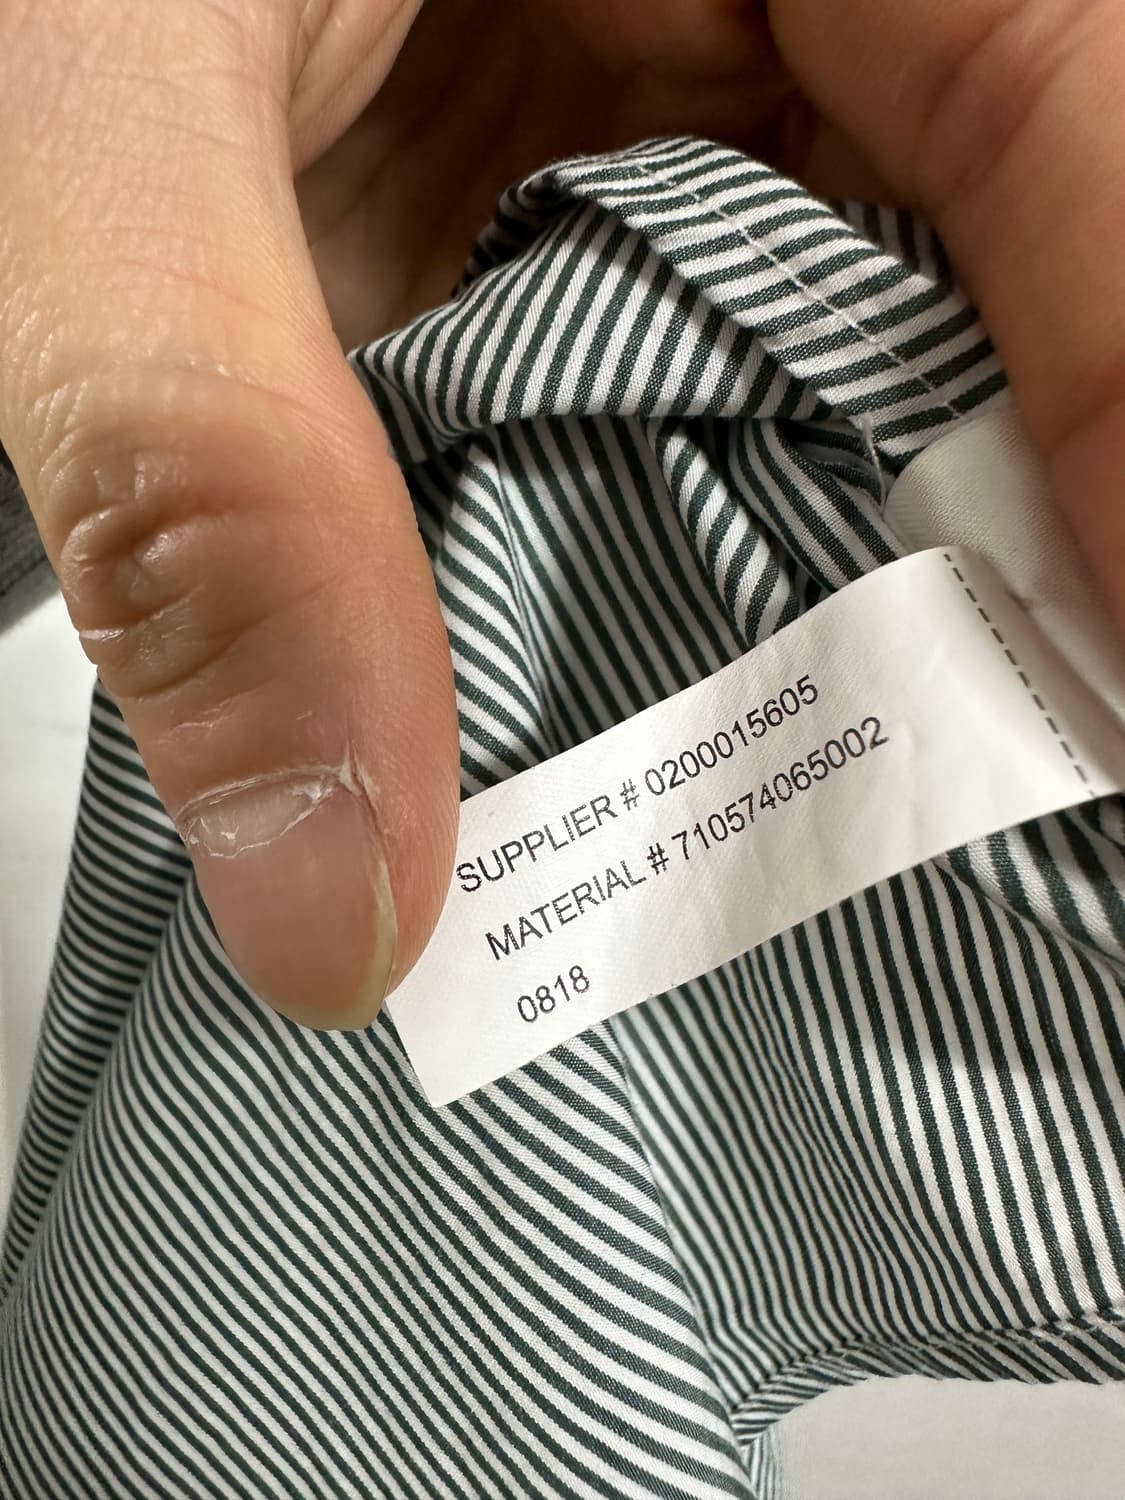 SUPPLIER # 0200015605
MATERIAL # 710574065002
0818